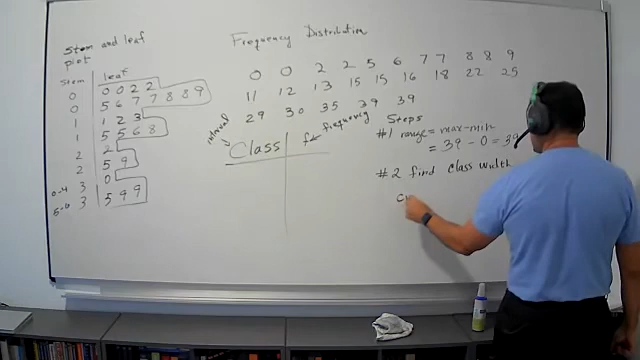 Stem and leaf
plot
stem leaf
0 0 0 2 2
0 5 6 7 7 8 8 9
1 1 2 3
1 5 5 6 8
2 2
2 5 9
0-4 3 0
3 5 9 9
Frequency Distribution
0 0 2 2 5 6 7 7 8 8 9
11 12 13 15 15 16 18 22 25
29 30 35 39 39
interval
Class f frequency
Steps
#1 range = max-min
= 39 - 0 = 39
#2 find class width